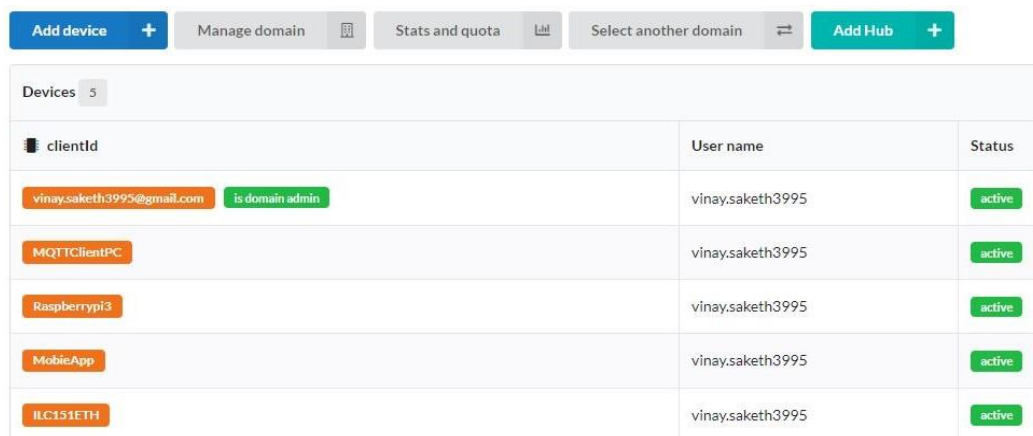 Add device + Manage domain Stats and quota Select another domain Add Hub +
Devices 5
clientId User name Status
vinay.saketh3995@gmail.com is domain admin vinay.saketh3995 active
MQTTClientPC vinay.saketh3995 active
Raspberrypi3 vinay.saketh3995 active
MobieApp vinay.saketh3995 active
ILC151ETH vinay.saketh3995 active